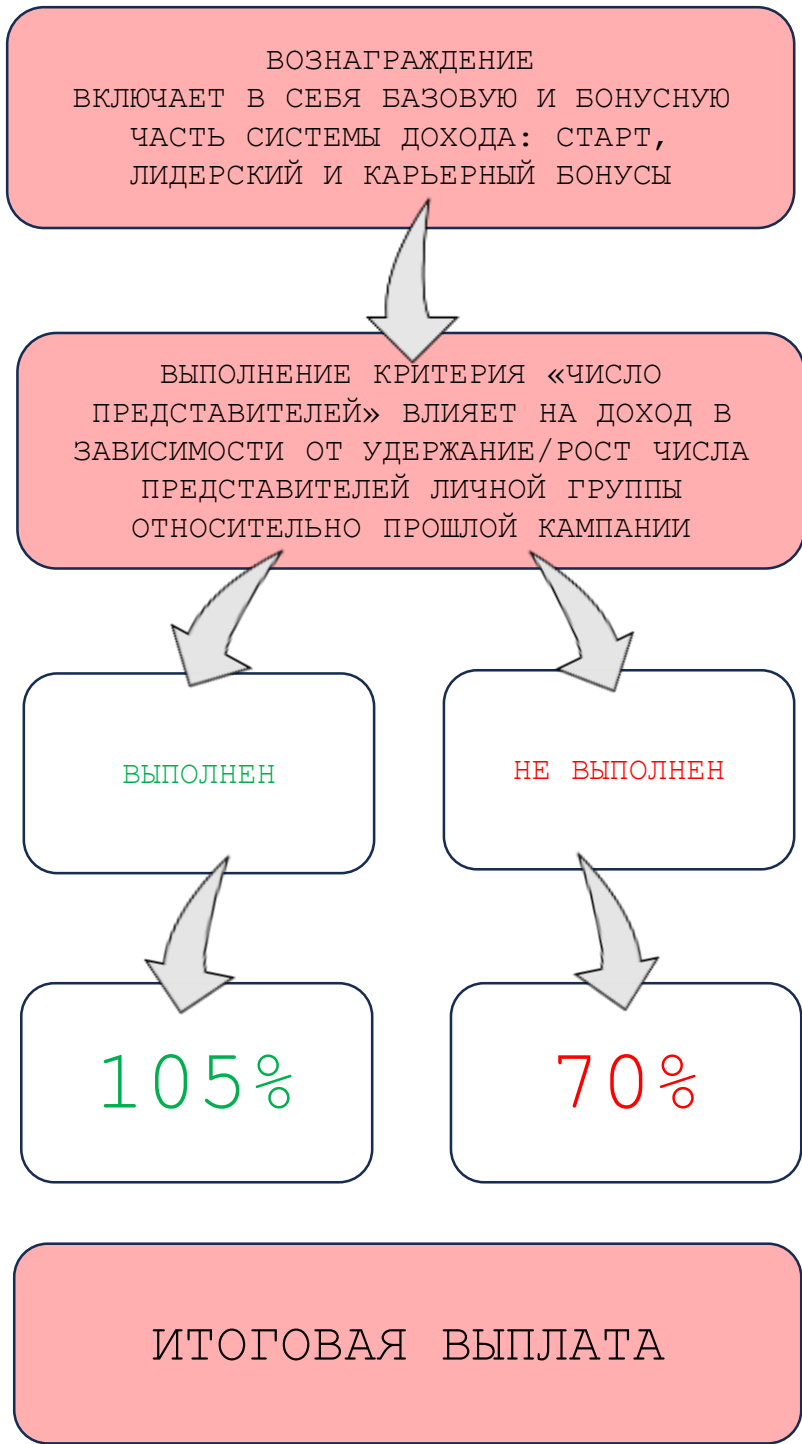 ВОЗНАГРАЖДЕНИЕ
ВКЛЮЧАЕТ В СЕБЯ БАЗОВУЮ И БОНУСНУЮ
ЧАСТЬ СИСТЕМЫ ДОХОДА: СТАРТ,
ЛИДЕРСКИЙ И КАРЬЕРНЫЙ БОНУСЫ
ВЫПОЛНЕНИЕ КРИТЕРИЯ «ЧИСЛО
ПРЕДСТАВИТЕЛЕЙ» ВЛИЯЕТ НА ДОХОД В
ЗАВИСИМОСТИ ОТ УДЕРЖАНИЕ/РОСТ ЧИСЛА
ПРЕДСТАВИТЕЛЕЙ ЛИЧНОЙ ГРУППЫ
ОТНОСИТЕЛЬНО ПРОШЛОЙ КАМПАНИИ
ВЫПОЛНЕН
НЕ ВЫПОЛНЕН
105%
70%
ИТОГОВАЯ ВЫПЛАТА